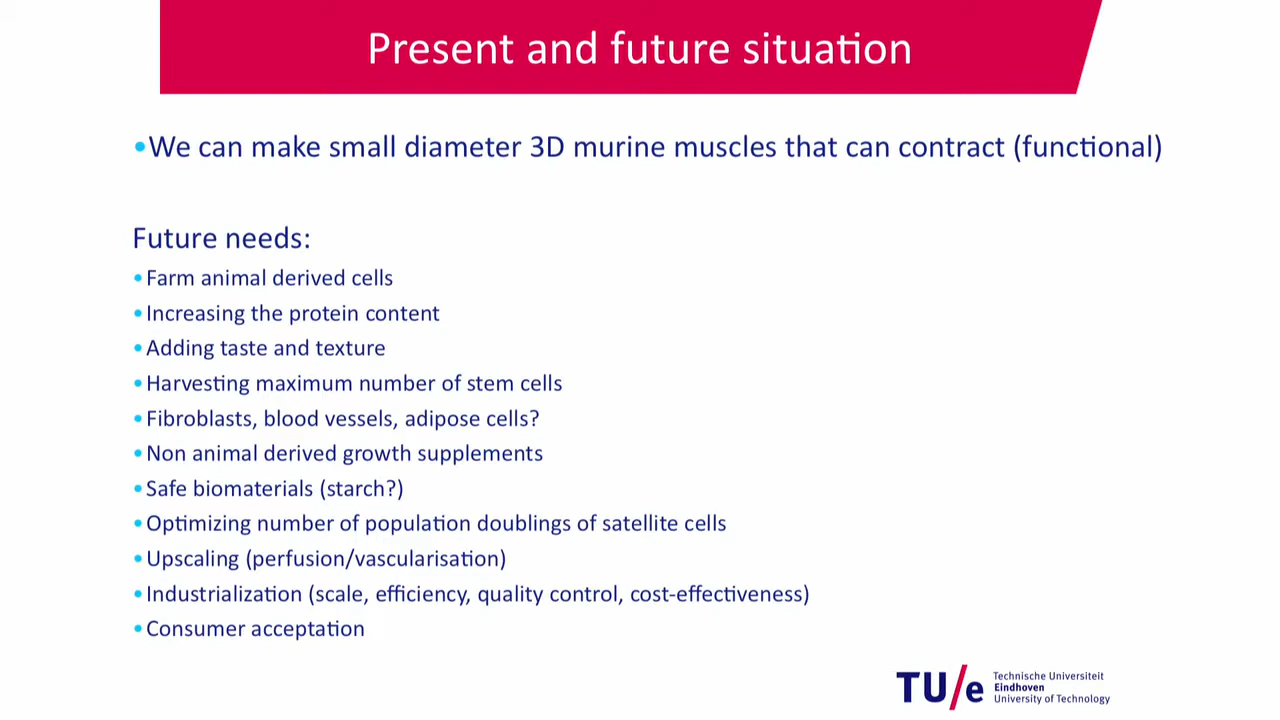 Present and future situation
•We can make small diameter 3D murine muscles that can contract (functional)
Future needs:
•Farm animal derived cells
•Increasing the protein content
•Adding taste and texture
•Harvesting maximum number of stem cells
•Fibroblasts, blood vessels, adipose cells?
•Non animal derived growth supplements
•Safe biomaterials (starch?)
•Optimizing number of population doublings of satellite cells
•Upscaling (perfusion/vascularisation)
•Industrialization (scale, efficiency, quality control, cost-effectiveness)
•Consumer acceptation
TU/e
Technische Universiteit
Eindhoven
University of Technology